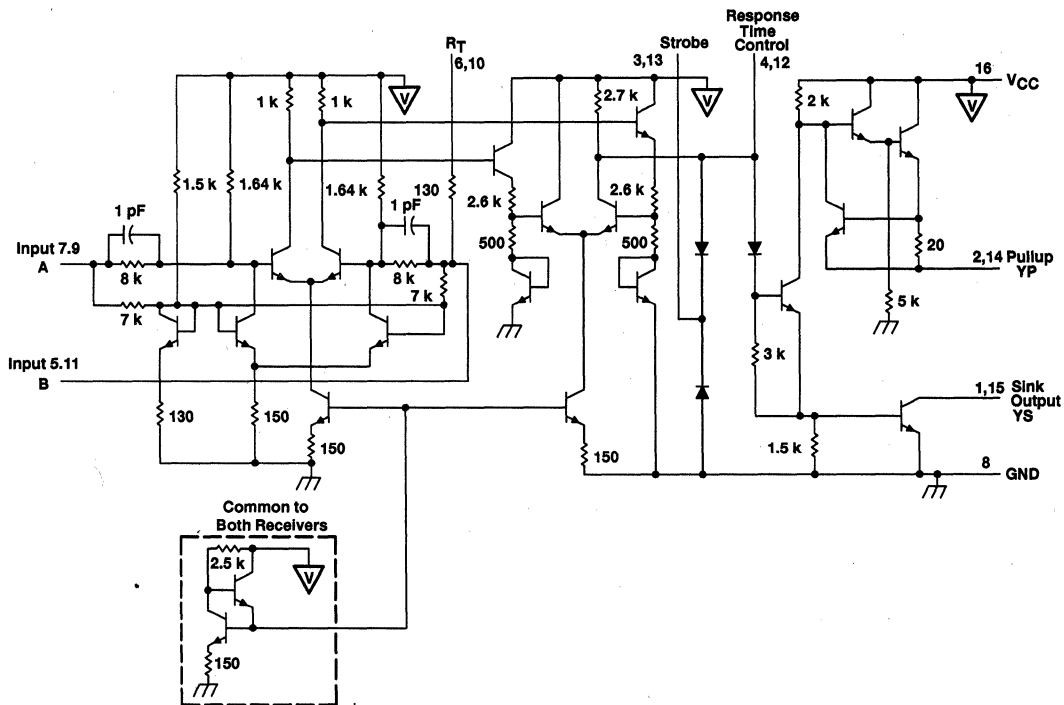 Response
Time
Control
4,12
Strobe
3,13
RT
6,10
16
VCC
V
V
V
1 k
1 k
2.7 k
2 k
1.5 k
1.64 k
1.64 k
130
1 pF
1 pF
2.6 k
2.6 k
500
500
20
Input 7.9
A
8 k
8 k
7 k
7 k
2,14 Pullup
YP
5 k
3 k
Input 5.11
B
130
150
150
150
1.5 k
1,15 Sink
Output
YS
8
GND
Common to
Both Receivers
2.5 k
V
150